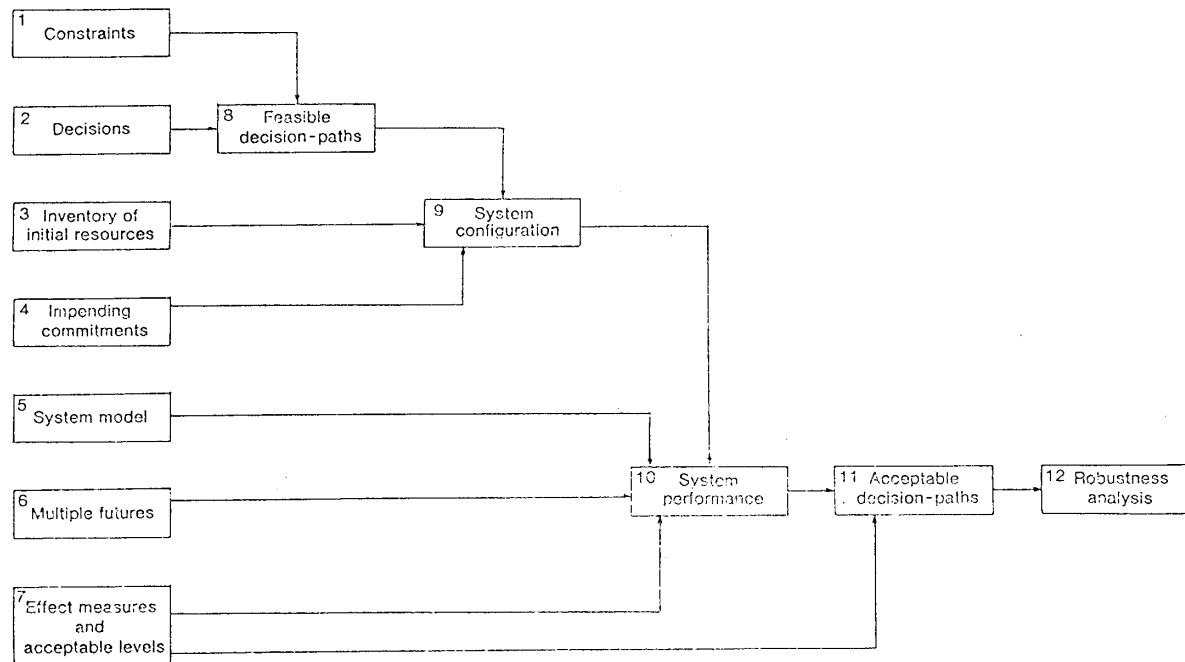 1
Constraints
2
Decisions
8
Feasible
decision-paths
3
Inventory of
initial resources
9
System
configuration
4
Impending
commitments
5
System model
6
Multiple futures
10
System
performance
11
Acceptable
decision-paths
12
Robustness
analysis
7
Effect measures
and
acceptable levels